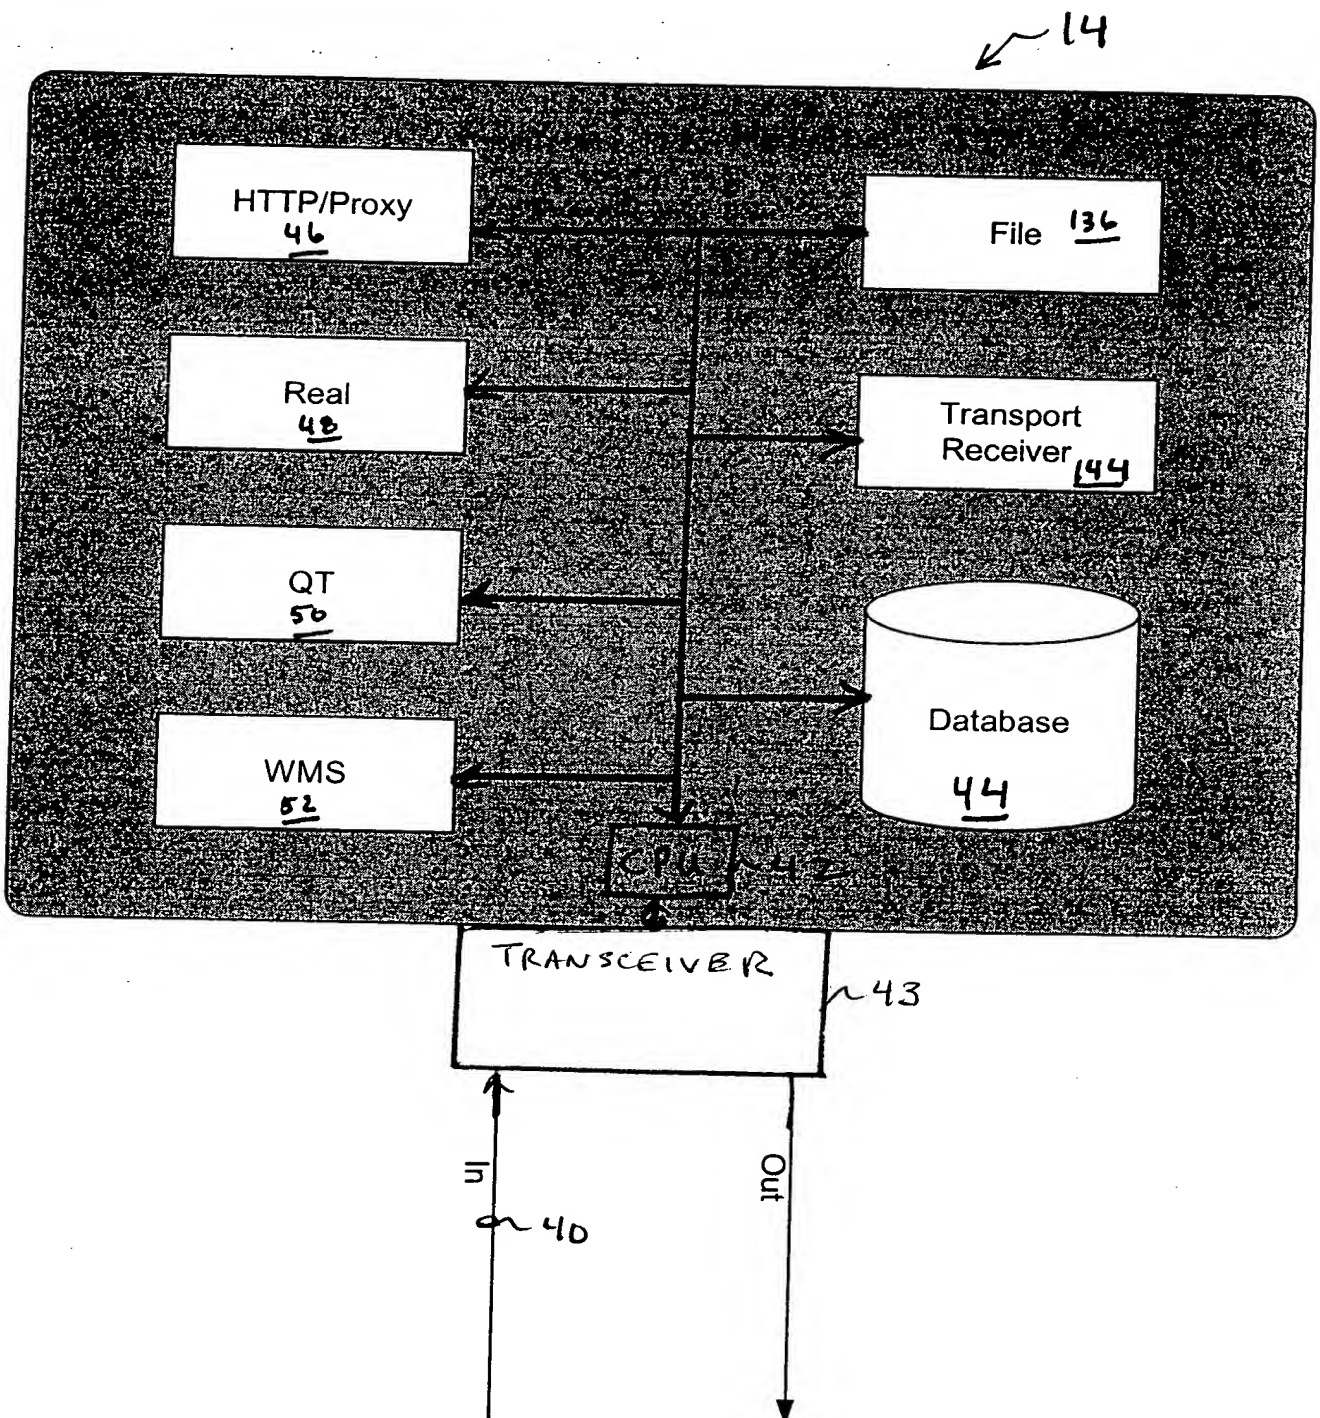 14
HTTP/Proxy
46
File 136
Real
48
Transport
Receiver 144
QT
50
Database
44
WMS
52
CPU 42
TRANSCEIVER
43
In
Out
40